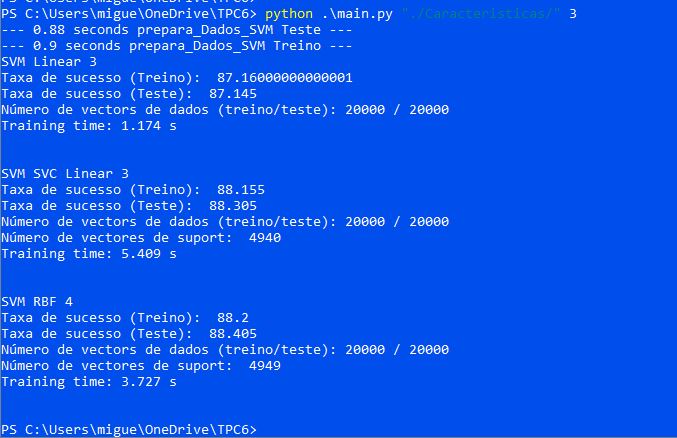 PS C:\Users\migue\OneDrive\TPC6> python .\main.py "./Caracteristicas/" 3
--- 0.88 seconds prepara_Dados_SVM Teste ---
--- 0.9 seconds prepara_Dados_SVM Treino ---
SVM Linear 3
Taxa de sucesso (Treino):  87.16000000000001
Taxa de sucesso (Teste):  87.145
Número de vectors de dados (treino/teste): 20000 / 20000
Training time: 1.174 s
SVM SVC Linear 3
Taxa de sucesso (Treino):  88.155
Taxa de sucesso (Teste):  88.305
Número de vectors de dados (treino/teste): 20000 / 20000
Número de vectores de suport:  4940
Training time: 5.409 s
SVM RBF 4
Taxa de sucesso (Treino):  88.2
Taxa de sucesso (Teste):  88.405
Número de vectors de dados (treino/teste): 20000 / 20000
Número de vectores de suport:  4949
Training time: 3.727 s
PS C:\Users\migue\OneDrive\TPC6>